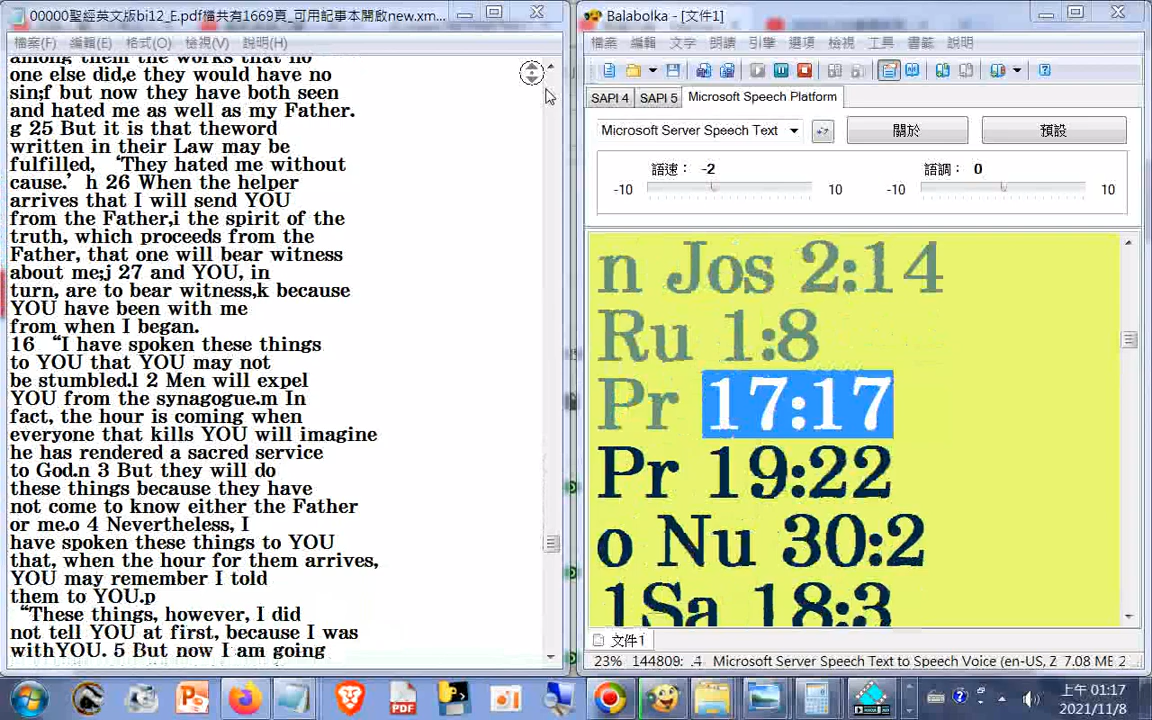 00000聖經英文版bi12_E.pdf檔共有1669頁_可用記事本開啟new.xm...
檔案(F) 編輯(E) 格式(O) 檢視(V) 說明(H)
among them the works that no
one else did,e they would have no
sin;f but now they have both seen
and hated me as well as my Father.
g 25 But it is that theword
written in their Law may be
fulfilled, ‘They hated me without
cause.’ h 26 When the helper
arrives that I will send YOU
from the Father,i the spirit of the
truth, which proceeds from the
Father, that one will bear witness
about me;j 27 and YOU, in
turn, are to bear witness,k because
YOU have been with me
from when I began.
16 “I have spoken these things
to YOU that YOU may not
be stumbled.l 2 Men will expel
YOU from the synagogue.m In
fact, the hour is coming when
everyone that kills YOU will imagine
he has rendered a sacred service
to God.n 3 But they will do
these things because they have
not come to know either the Father
or me.o 4 Nevertheless, I
have spoken these things to YOU
that, when the hour for them arrives,
YOU may remember I told
them to YOU.p
“These things, however, I did
not tell YOU at first, because I was
withYOU. 5 But now I am going
Balabolka - [文件1]
檔案 編輯 文字 朗讀 引擎 選項 檢視 工具 書籤 說明
SAPI 4 SAPI 5 Microsoft Speech Platform
Microsoft Server Speech Text 關於 預設
語速: -2 語調: 0
-10 10 -10 10
n Jos 2:14
Ru 1:8
Pr 17:17
Pr 19:22
o Nu 30:2
1Sa 18:3
文件1
23% 144809: .4 Microsoft Server Speech Text to Speech Voice (en-US, Z 7.08 MB 2
PDF
上午 01:17
2021/11/8